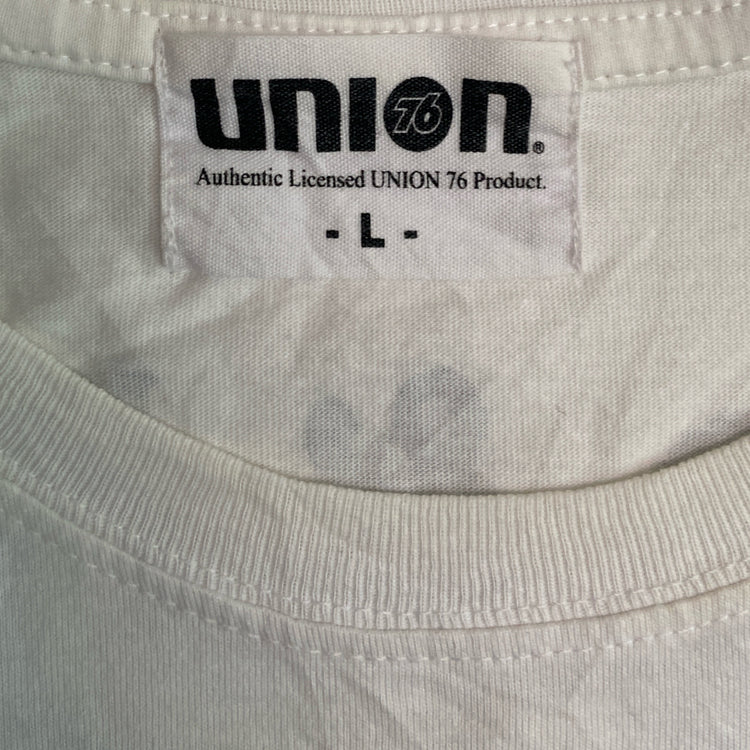 UNION 76 ®
Authentic Licensed UNION 76 Product.
- L -